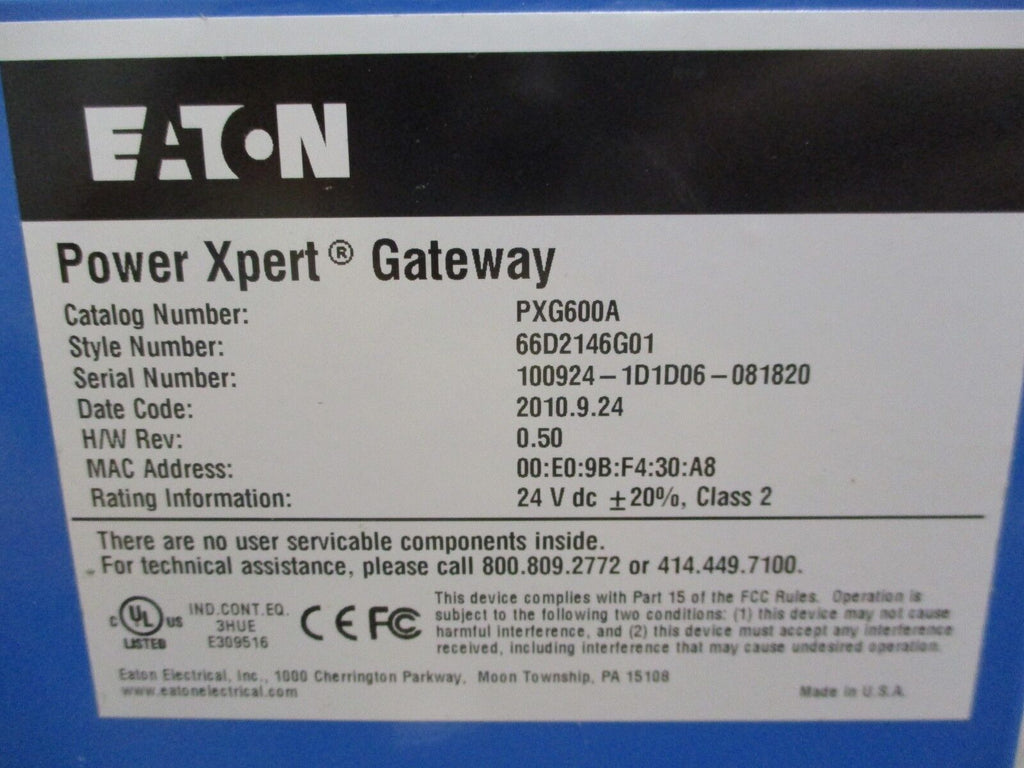 EATON
Power Xpert® Gateway
Catalog Number: PXG600A
Style Number: 66D2146G01
Serial Number: 100924-1D1D06-081820
Date Code: 2010.9.24
H/W Rev: 0.50
MAC Address: 00:E0:9B:F4:30:A8
Rating Information: 24 V dc ±20%, Class 2
There are no user servicable components inside.
For technical assistance, please call 800.809.2772 or 414.449.7100.
This device complies with Part 15 of the FCC Rules. Operation is
subject to the following two conditions: (1) this device may not cause
harmful interference, and (2) this device must accept any interference
received, including interference that may cause undesired operation.
C UL US
LISTED
IND.CONT.EQ.
3HUE
E309516
CE FC
Eaton Electrical, Inc., 1000 Cherrington Parkway, Moon Township, PA 15108
www.eatonelectrical.com
Made in U.S.A.